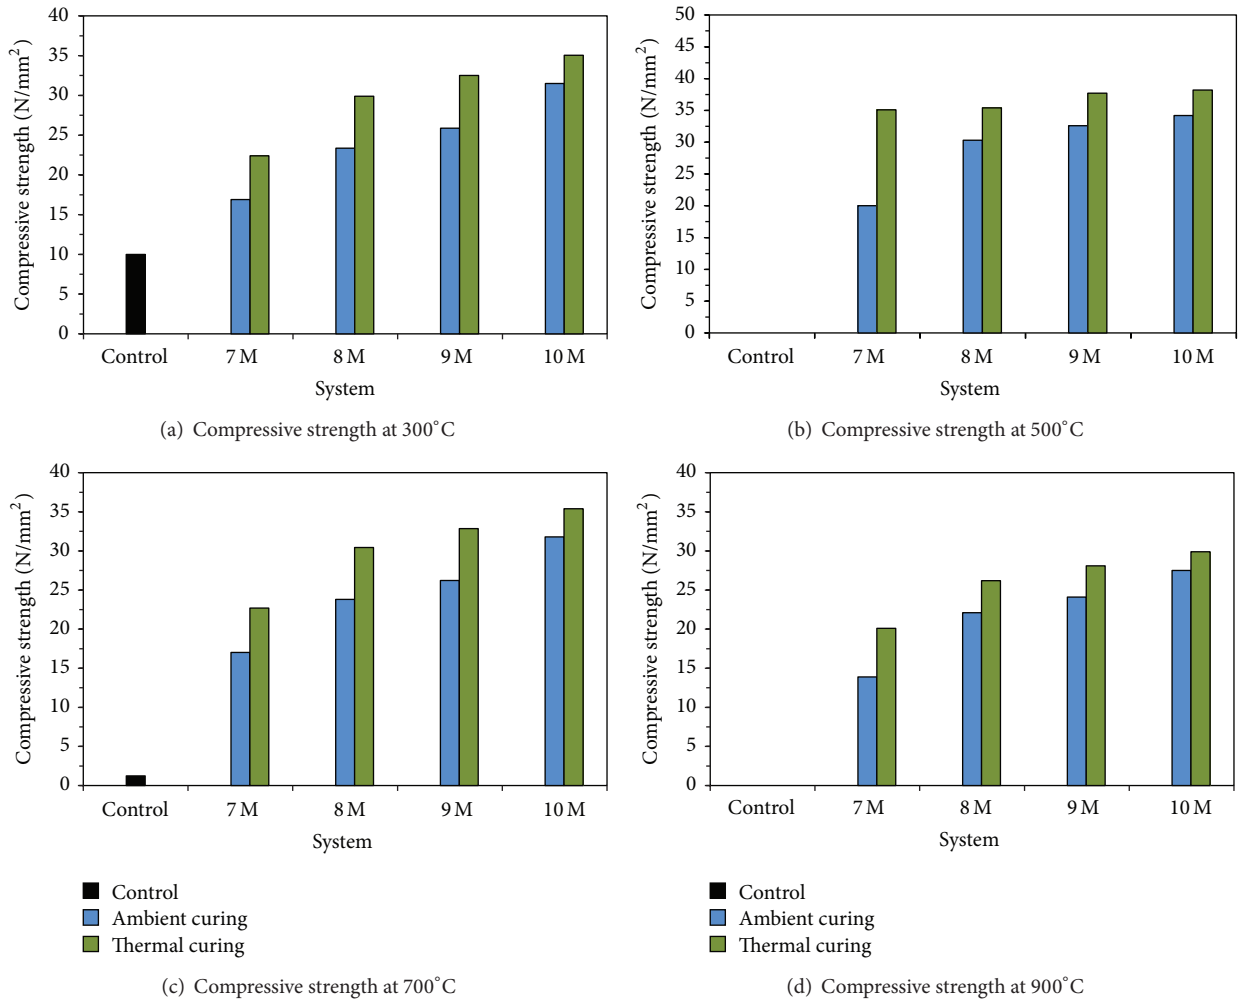 Compressive strength (N/mm²)
40
35
30
25
20
15
10
5
0
Control
7 M
8 M
9 M
10 M
System
(a) Compressive strength at 300°C
Compressive strength (N/mm²)
50
45
40
35
30
25
20
15
10
5
0
Control
7 M
8 M
9 M
10 M
System
(b) Compressive strength at 500°C
Compressive strength (N/mm²)
40
35
30
25
20
15
10
5
0
Control
7 M
8 M
9 M
10 M
System
Control
Ambient curing
Thermal curing
(c) Compressive strength at 700°C
Compressive strength (N/mm²)
40
35
30
25
20
15
10
5
0
Control
7 M
8 M
9 M
10 M
System
Control
Ambient curing
Thermal curing
(d) Compressive strength at 900°C